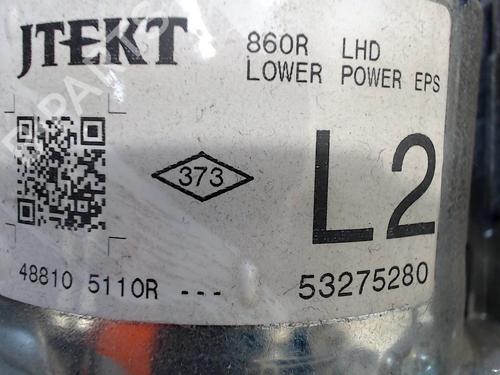 JTEKT
860R LHD
LOWER POWER EPS
L2
373
48810 5110R ---
53275280